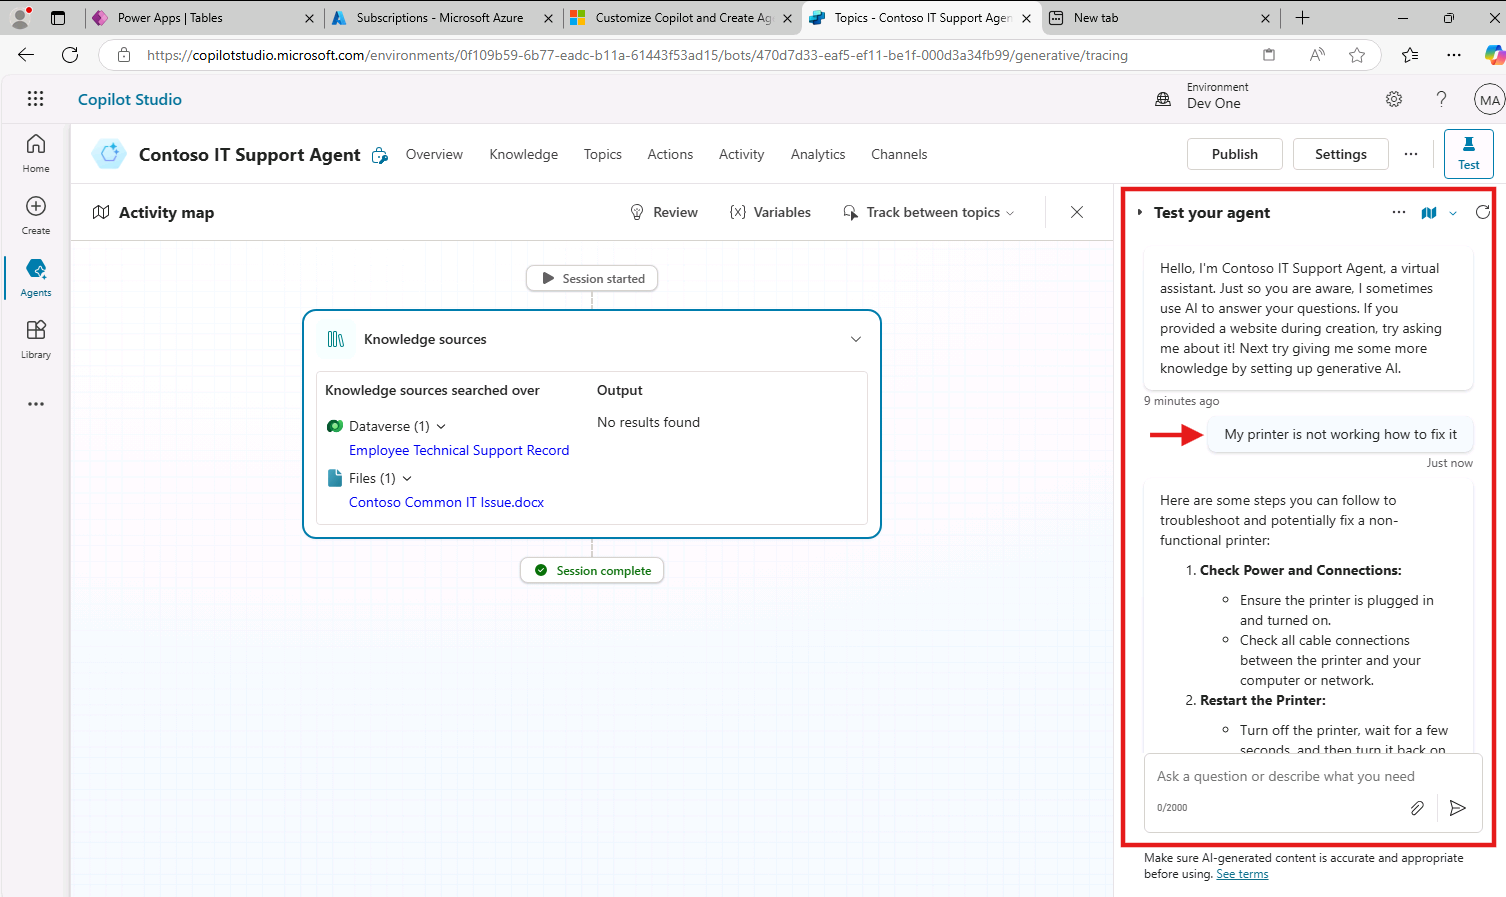 Power Apps | Tables
Subscriptions - Microsoft Azure
Customize Copilot and Create Age
Topics - Contoso IT Support Agen
New tab
https://copilotstudio.microsoft.com/environments/0f109b59-6b77-eadc-b11a-61443f53ad15/bots/470d7d33-eaf5-ef11-be1f-000d3a34fb99/generative/tracing
Copilot Studio
Environment
Dev One
MA
Home
Create
Agents
Library
Contoso IT Support Agent
Overview
Knowledge
Topics
Actions
Activity
Analytics
Channels
Publish
Settings
Test
Activity map
Review
{x} Variables
Track between topics
Session started
Knowledge sources
Knowledge sources searched over
Output
Dataverse (1)
No results found
Employee Technical Support Record
Files (1)
Contoso Common IT Issue.docx
Session complete
Test your agent
Hello, I'm Contoso IT Support Agent, a virtual
assistant. Just so you are aware, I sometimes
use AI to answer your questions. If you
provided a website during creation, try asking
me about it! Next try giving me some more
knowledge by setting up generative AI.
9 minutes ago
My printer is not working how to fix it
Just now
Here are some steps you can follow to
troubleshoot and potentially fix a non-
functional printer:
1. Check Power and Connections:
Ensure the printer is plugged in
and turned on.
Check all cable connections
between the printer and your
computer or network.
2. Restart the Printer:
Turn off the printer, wait for a few
seconds, and then turn it back on.
Ask a question or describe what you need
0/2000
Make sure AI-generated content is accurate and appropriate
before using. See terms